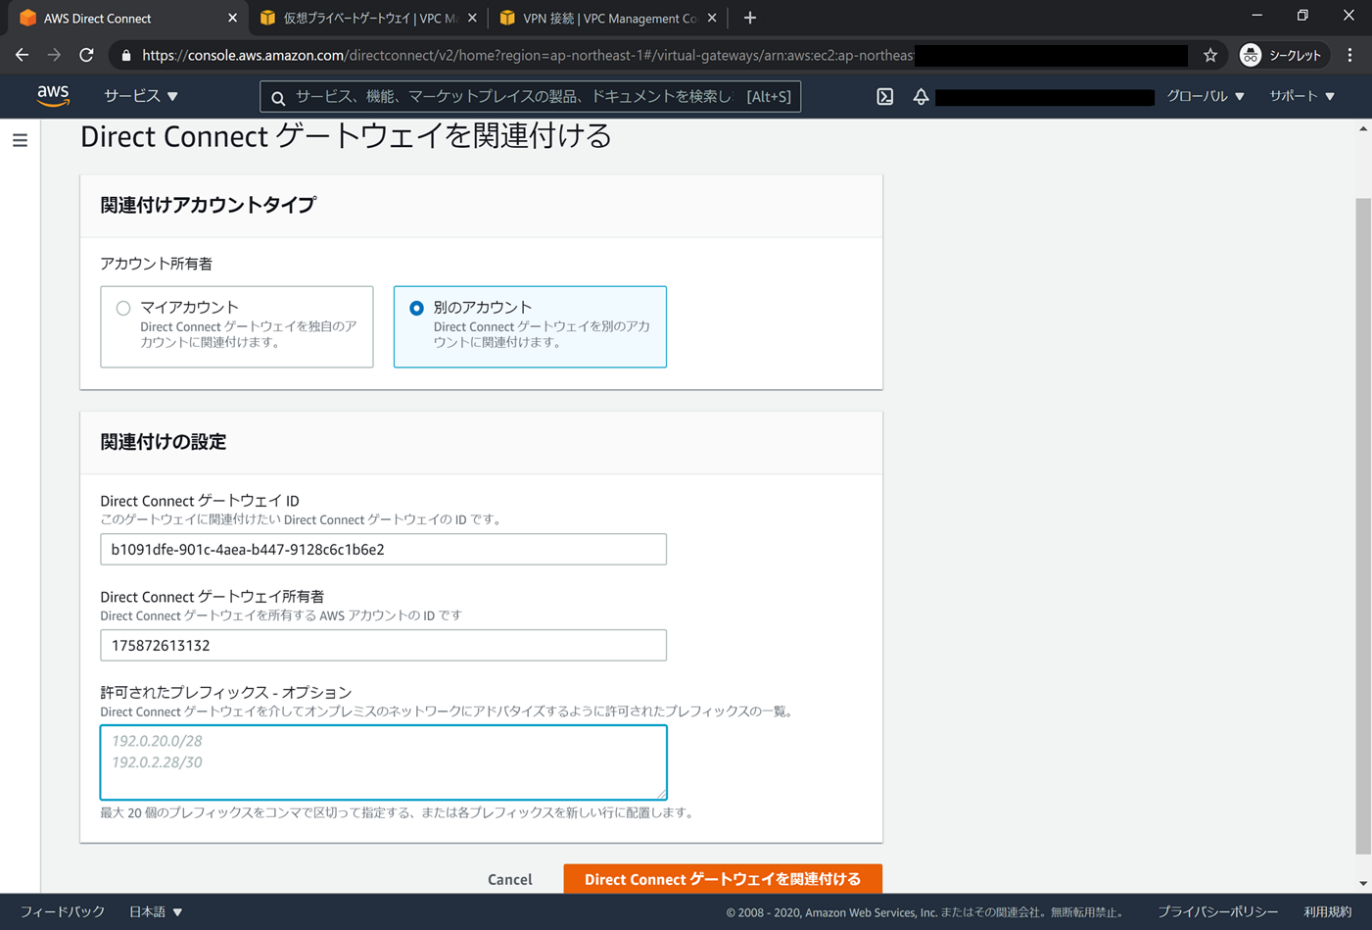 AWS Direct Connect
仮想プライベートゲートウェイ | VPC M
VPN 接続 | VPC Management Co
https://console.aws.amazon.com/directconnect/v2/home?region=ap-northeast-1#/virtual-gateways/arn:aws:ec2:ap-northeas
シークレット
aws
サービス
サービス、機能、マーケットプレイスの製品、ドキュメントを検索し
[Alt+S]
グローバル
サポート
Direct Connect ゲートウェイを関連付ける
関連付けアカウントタイプ
アカウント所有者
マイアカウント
Direct Connect ゲートウェイを独自のア
カウントに関連付けます。
別のアカウント
Direct Connect ゲートウェイを別のアカ
ウントに関連付けます。
関連付けの設定
Direct Connect ゲートウェイ ID
このゲートウェイに関連付けたい Direct Connect ゲートウェイの ID です。
b1091dfe-901c-4aea-b447-9128c6c1b6e2
Direct Connect ゲートウェイ所有者
Direct Connect ゲートウェイを所有する AWS アカウントの ID です
175872613132
許可されたプレフィックス - オプション
Direct Connect ゲートウェイを介してオンプレミスのネットワークにアドバタイズするように許可されたプレフィックスの一覧。
192.0.20.0/28
192.0.2.28/30
最大 20 個のプレフィックスをコンマで区切って指定する、または各プレフィックスを新しい行に配置します。
Cancel
Direct Connect ゲートウェイを関連付ける
フィードバック
日本語
© 2008 - 2020, Amazon Web Services, Inc. またはその関連会社。無断転用禁止。
プライバシーポリシー
利用規約